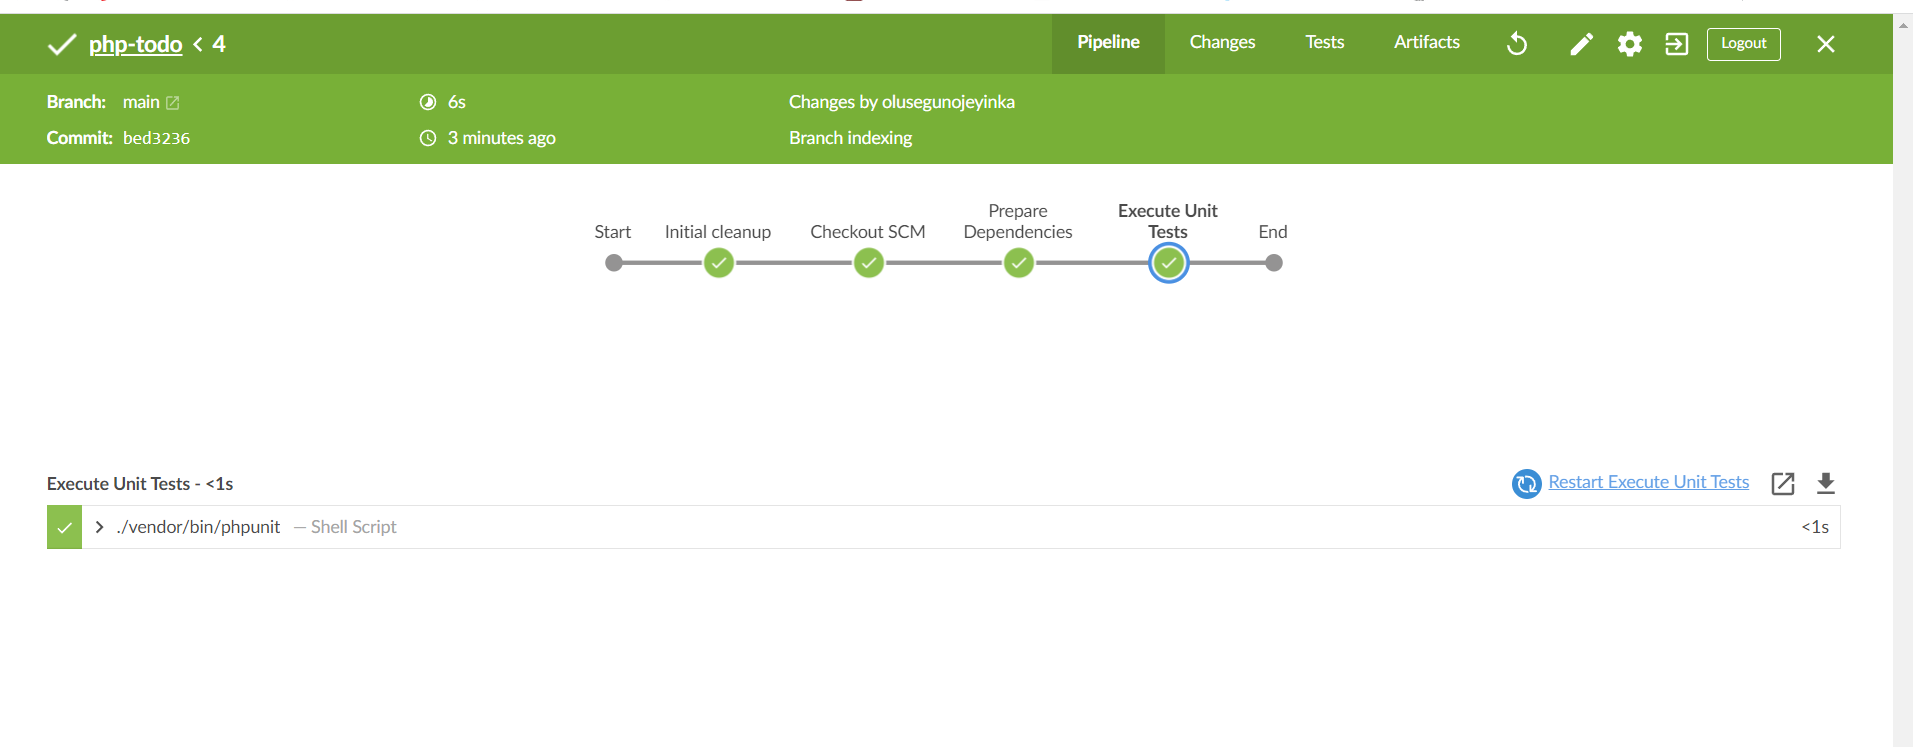 php-todo < 4
Pipeline Changes Tests Artifacts Logout
Branch: main 6s Changes by olusegunojeyinka
Commit: bed3236 3 minutes ago Branch indexing
Start Initial cleanup Checkout SCM Prepare Dependencies Execute Unit Tests End
Execute Unit Tests - <1s Restart Execute Unit Tests
./vendor/bin/phpunit — Shell Script <1s